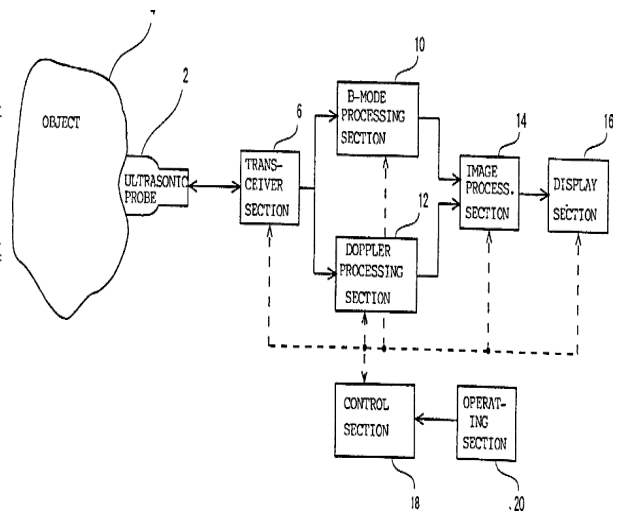 4
2
OBJECT
ULTRASONIC
PROBE
6
TRANS-
CEIVER
SECTION
10
B-MODE
PROCESSING
SECTION
12
DOPPLER
PROCESSING
SECTION
14
IMAGE
PROCESS.
SECTION
16
DISPLAY
SECTION
CONTROL
SECTION
18
OPERAT-
ING
SECTION
20